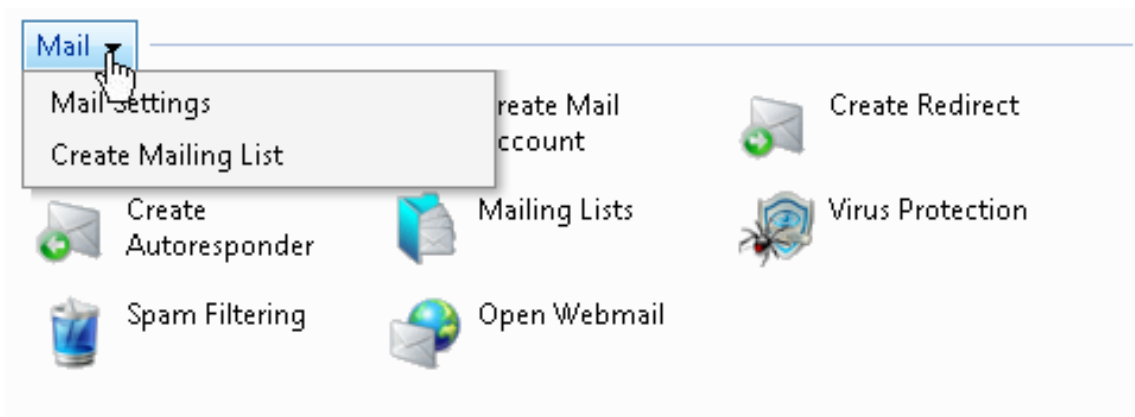 Mail
Mail Settings
Create Mailing List
reate Mail
ccount
Create Redirect
Create
Autoresponder
Mailing Lists
Virus Protection
Spam Filtering
Open Webmail